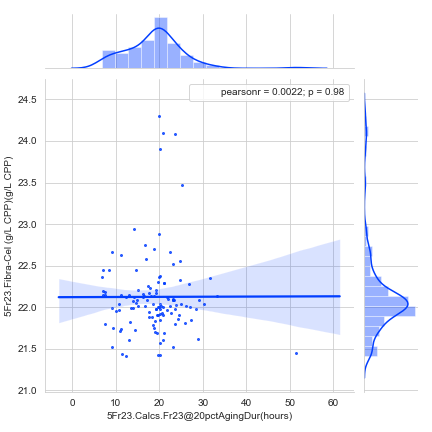 pearsonr = 0.0022; p = 0.98
24.5
24.0
23.5
23.0
22.5
22.0
21.5
21.0
5Fr23.Fibra-Cel (g/L CPP)(g/L CPP)
0 10 20 30 40 50 60
5Fr23.Calcs.Fr23@20pctAgingDur(hours)